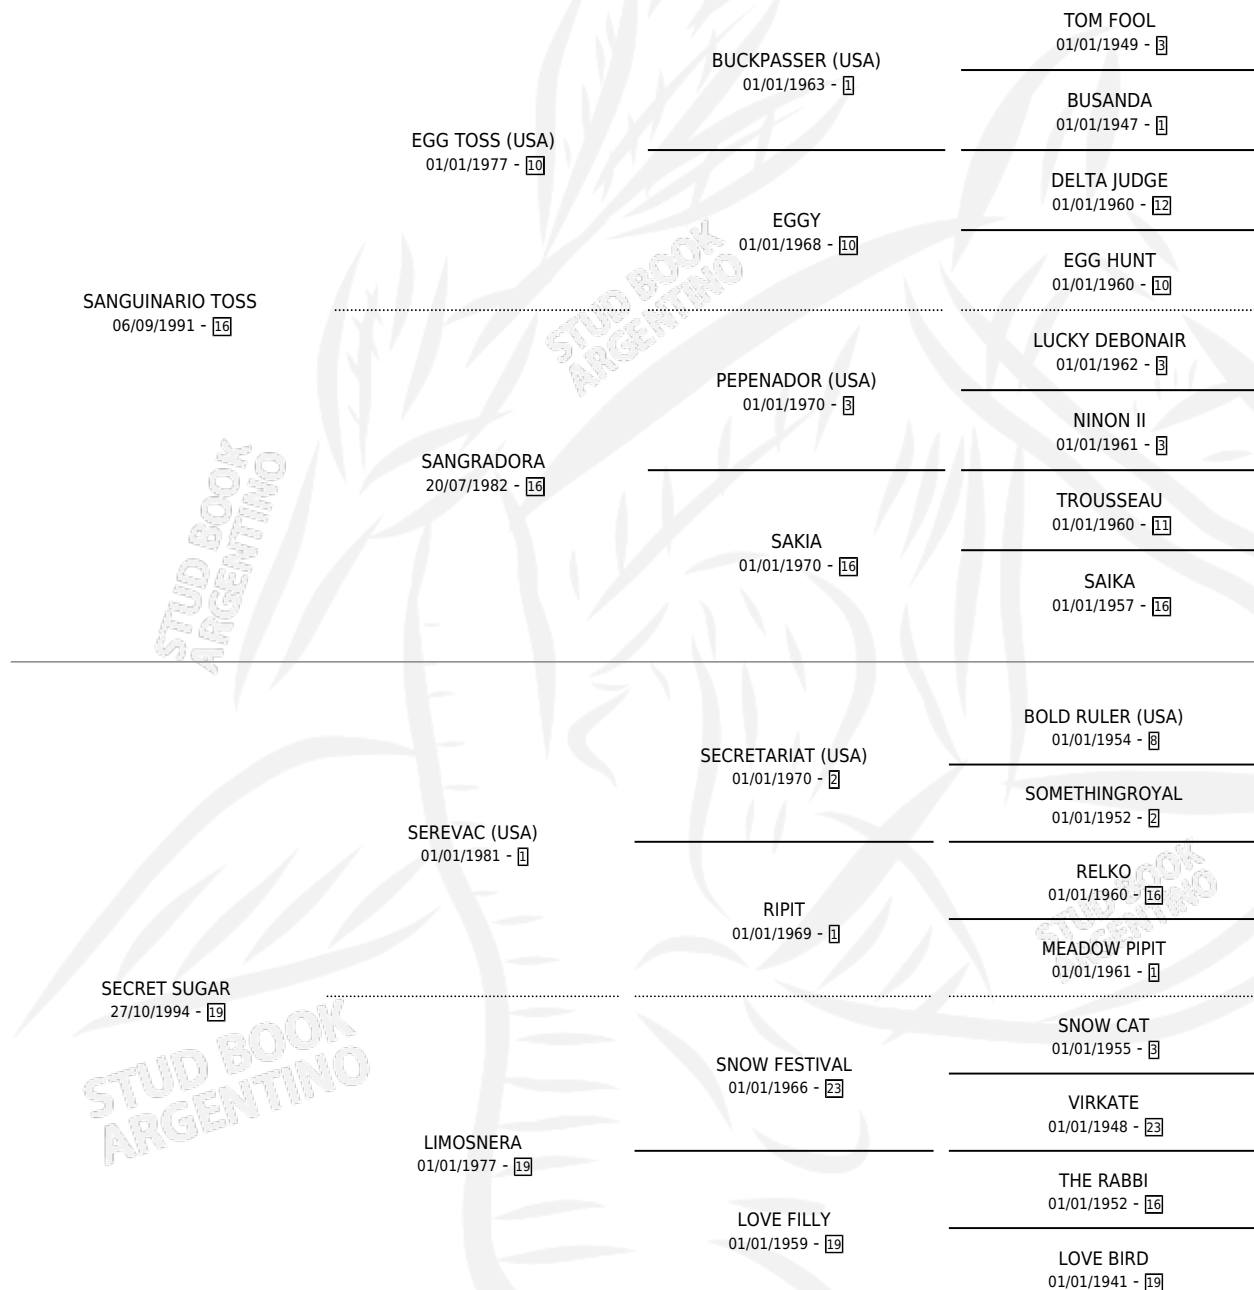 TOM FOOL
01/01/1949 - 3
BUCKPASSER (USA)
01/01/1963 - 1
BUSANDA
01/01/1947 - 1
EGG TOSS (USA)
01/01/1977 - 10
DELTA JUDGE
01/01/1960 - 12
EGGY
01/01/1968 - 10
EGG HUNT
01/01/1960 - 10
SANGUINARIO TOSS
06/09/1991 - 16
LUCKY DEBONAIR
01/01/1962 - 3
PEPENADOR (USA)
01/01/1970 - 3
NINON II
01/01/1961 - 3
SANGRADORA
20/07/1982 - 16
TROUSSEAU
01/01/1960 - 11
SAKIA
01/01/1970 - 16
SAIKA
01/01/1957 - 16
BOLD RULER (USA)
01/01/1954 - 8
SECRETARIAT (USA)
01/01/1970 - 2
SOMETHINGROYAL
01/01/1952 - 2
SEREVAC (USA)
01/01/1981 - 1
RELKO
01/01/1960 - 16
RIPIT
01/01/1969 - 1
MEADOW PIPIT
01/01/1961 - 1
SECRET SUGAR
27/10/1994 - 19
SNOW CAT
01/01/1955 - 3
SNOW FESTIVAL
01/01/1966 - 23
VIRKATE
01/01/1948 - 23
LIMOSNERA
01/01/1977 - 19
THE RABBI
01/01/1952 - 16
LOVE FILLY
01/01/1959 - 19
LOVE BIRD
01/01/1941 - 19
STUD BOOK
ARGENTINO
STUD BOOK
ARGENTINO
STUD BOOK
ARGENTINO
STUD BOOK
ARGENTINO